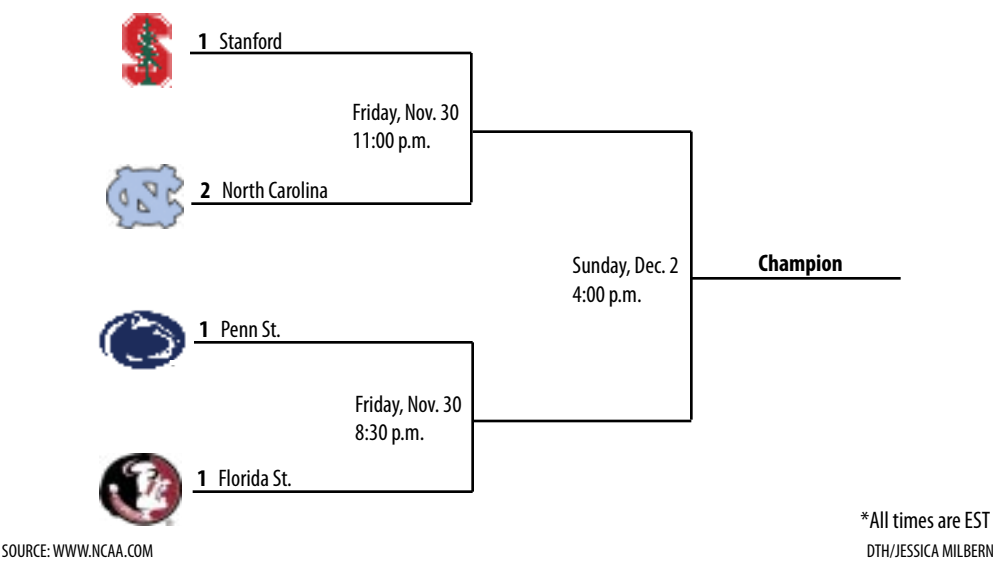 1 Stanford
Friday, Nov. 30
11:00 p.m.
2 North Carolina
Sunday, Dec. 2
4:00 p.m.
Champion
1 Penn St.
Friday, Nov. 30
8:30 p.m.
1 Florida St.
*All times are EST
SOURCE: WWW.NCAA.COM
DTH/JESSICA MILBERN